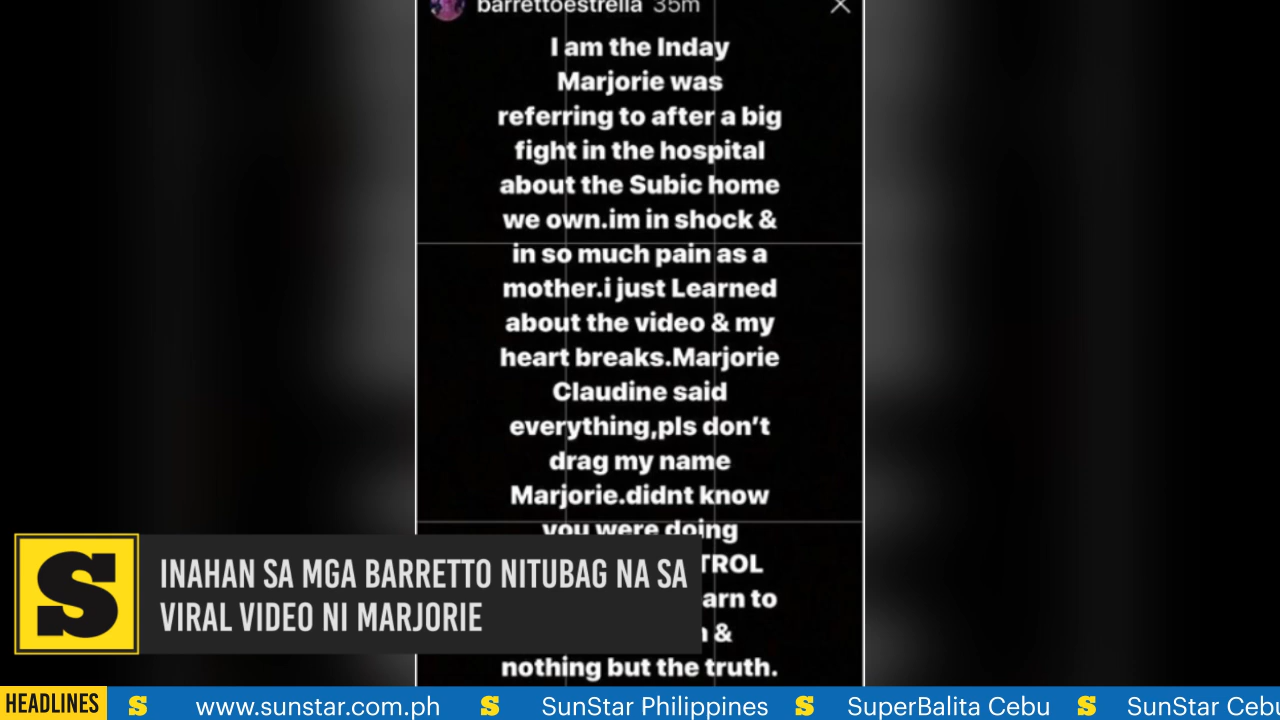 barrettoestrella 35m
I am the Inday
Marjorie was
referring to after a big
fight in the hospital
about the Subic home
we own.im in shock &
in so much pain as a
mother.i just Learned
about the video & my
heart breaks.Marjorie
Claudine said
everything,pls don't
drag my name
Marjorie.didnt know
you were doing
&
nothing but the truth.
S
INAHAN SA MGA BARRETTO NITUBAG NA SA
VIRAL VIDEO NI MARJORIE
HEADLINES S www.sunstar.com.ph S SunStar Philippines S SuperBalita Cebu S SunStar Cebu